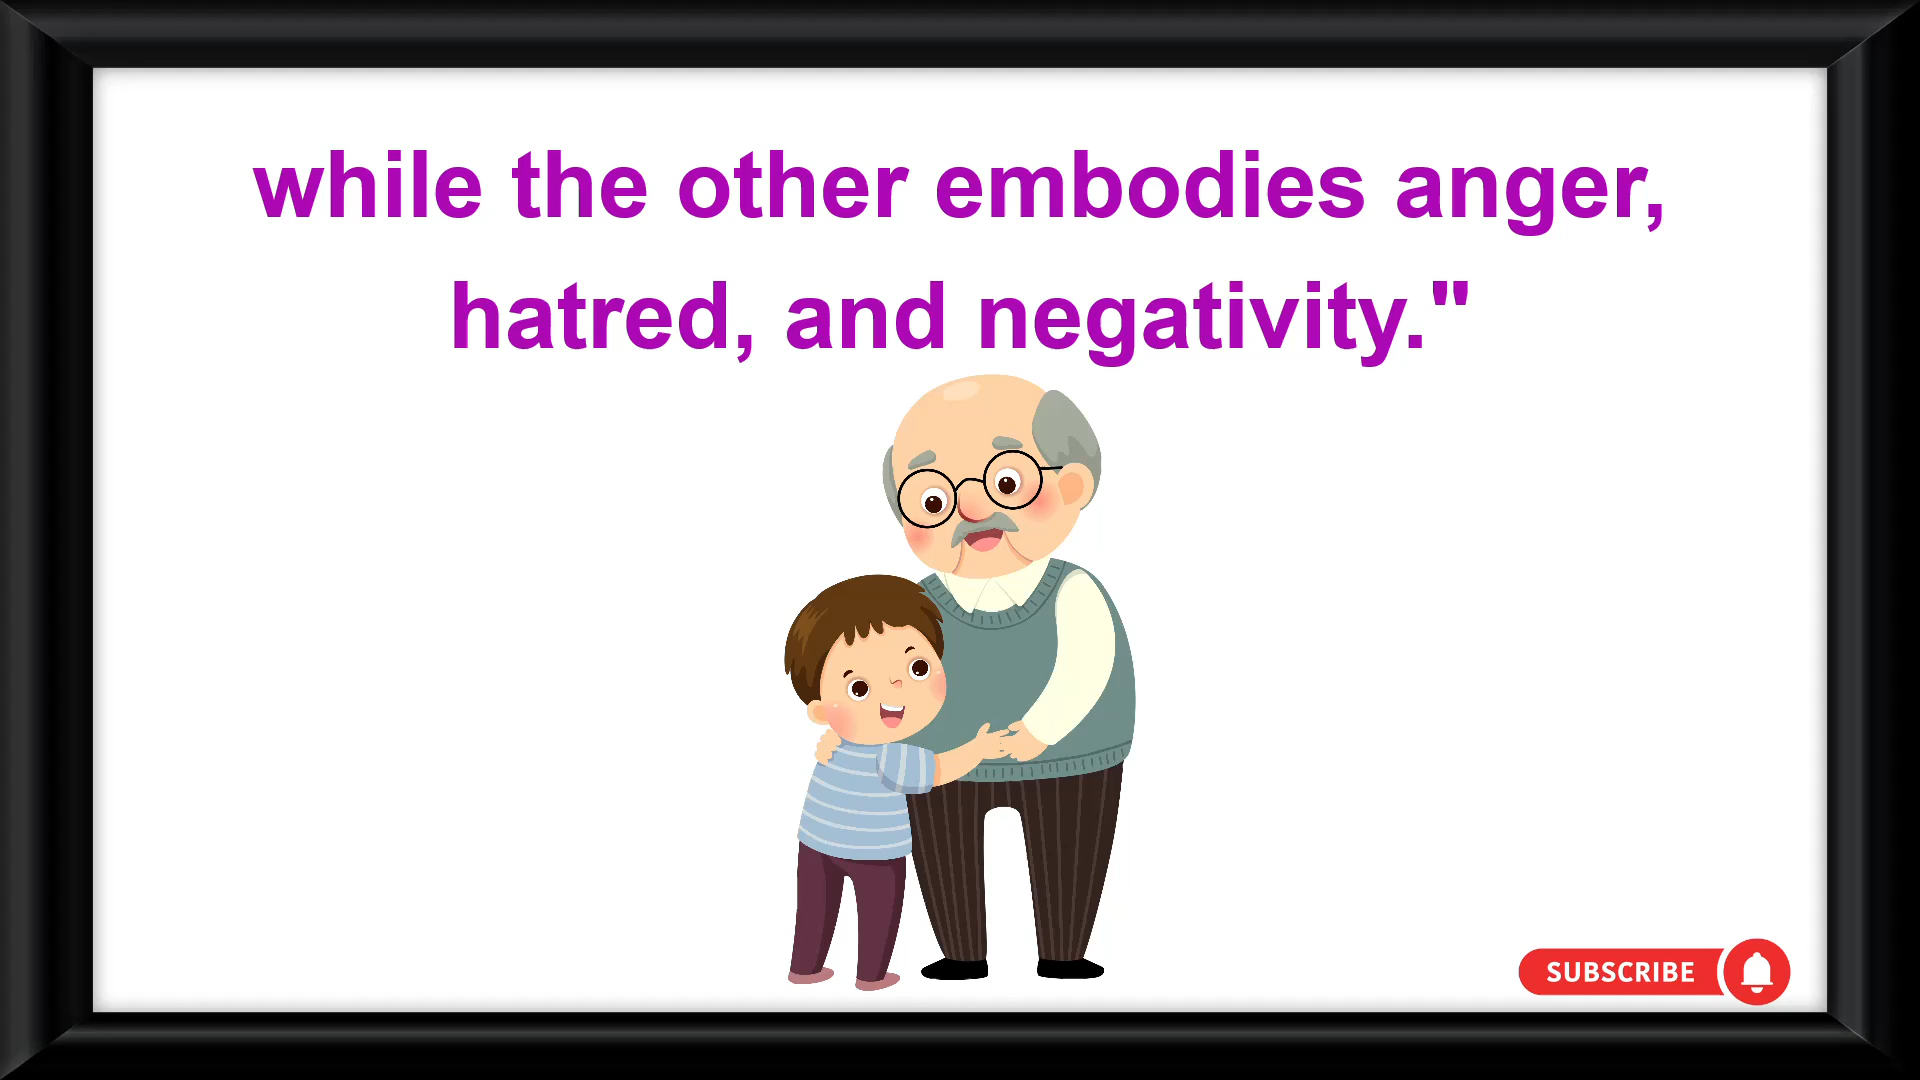 while the other embodies anger,
hatred, and negativity."
SUBSCRIBE